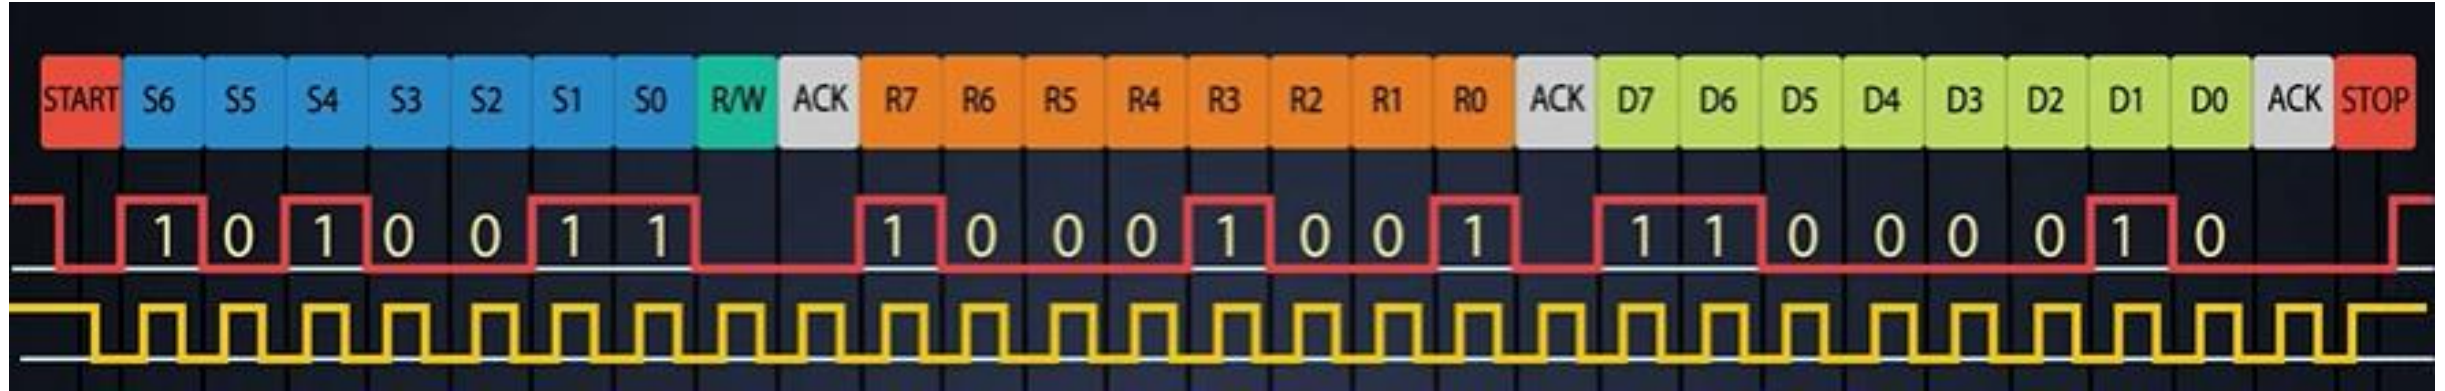 START S6 S5 S4 S3 S2 S1 S0 R/W ACK R7 R6 R5 R4 R3 R2 R1 R0 ACK D7 D6 D5 D4 D3 D2 D1 D0 ACK STOP
1 0 1 0 0 1 1 1 0 0 0 1 0 0 1 1 1 0 0 0 0 1 0